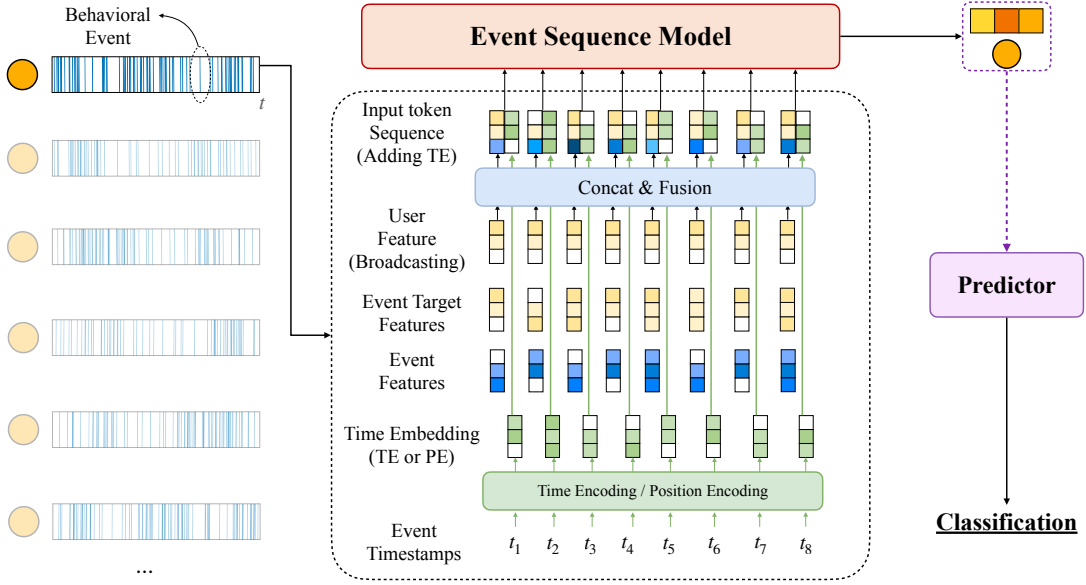 Behavioral
Event
t
...
Event Sequence Model
Input token
Sequence
(Adding TE)
Concat & Fusion
User
Feature
(Broadcasting)
Event Target
Features
Event
Features
Time Embedding
(TE or PE)
Time Encoding / Position Encoding
Event
Timestamps
t1 t2 t3 t4 t5 t6 t7 t8
Predictor
Classification